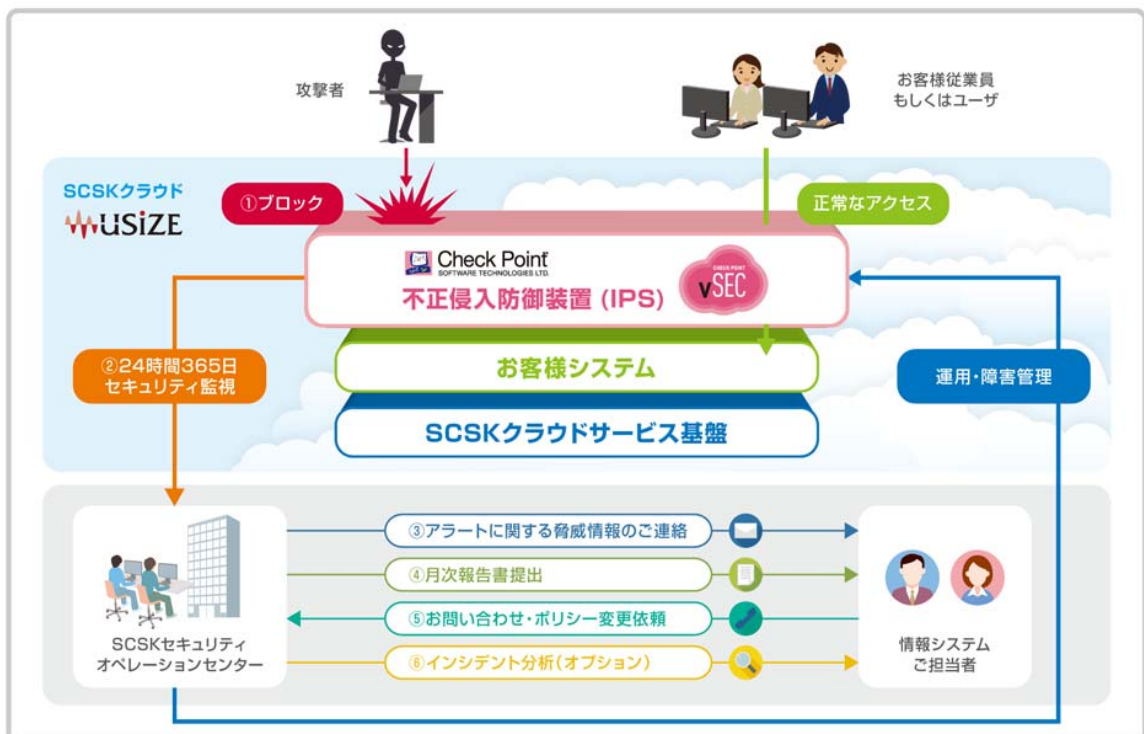 攻撃者
お客様従業員
もしくはユーザ
SCSKクラウド
USiZE
①ブロック
正常なアクセス
Check Point
SOFTWARE TECHNOLOGIES LTD.
CHECK POINT
vSEC
不正侵入防御装置 (IPS)
②24時間365日
セキュリティ監視
お客様システム
運用・障害管理
SCSKクラウドサービス基盤
③アラートに関する脅威情報のご連絡
④月次報告書提出
⑤お問い合わせ・ポリシー変更依頼
⑥インシデント分析(オプション)
SCSKセキュリティ
オペレーションセンター
情報システム
ご担当者